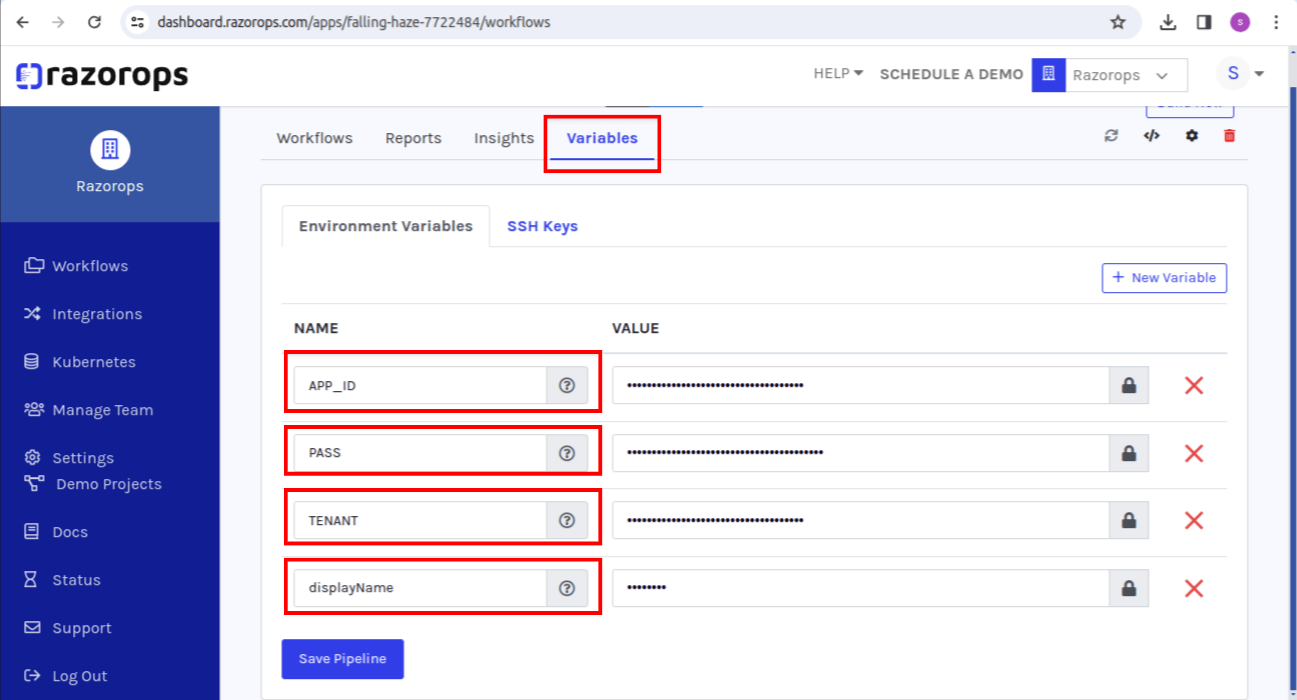 dashboard.razorops.com/apps/falling-haze-7722484/workflows
S
razorops
HELP
SCHEDULE A DEMO
Razorops
S
Razorops
Workflows
Integrations
Kubernetes
Manage Team
Settings
Demo Projects
Docs
Status
Support
Log Out
Workflows Reports Insights Variables
Environment Variables SSH Keys
+ New Variable
NAME VALUE
APP_ID ••••••••••••••••••••••••••••••••••••
PASS ••••••••••••••••••••••••••••••••••••••••
TENANT ••••••••••••••••••••••••••••••••••••
displayName ••••••••
Save Pipeline